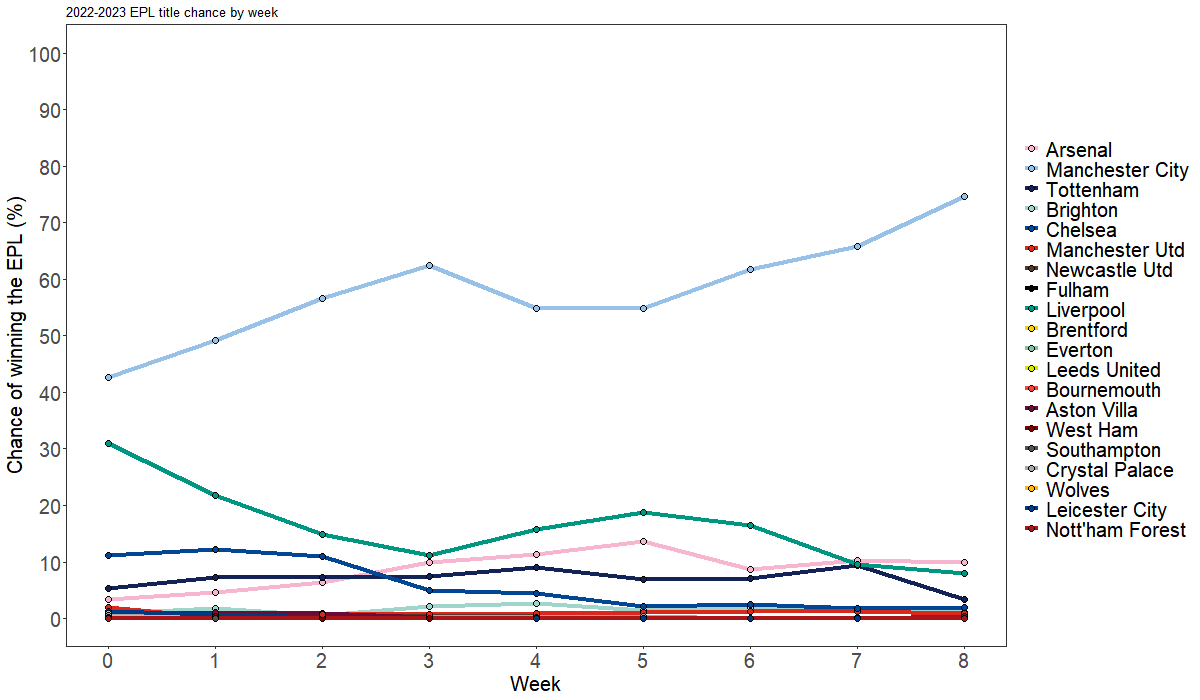 2022-2023 EPL title chance by week
Chance of winning the EPL (%)
100
90
80
70
60
50
40
30
20
10
0
0 1 2 3 4 5 6 7 8
Week
Arsenal
Manchester City
Tottenham
Brighton
Chelsea
Manchester Utd
Newcastle Utd
Fulham
Liverpool
Brentford
Everton
Leeds United
Bournemouth
Aston Villa
West Ham
Southampton
Crystal Palace
Wolves
Leicester City
Nott'ham Forest